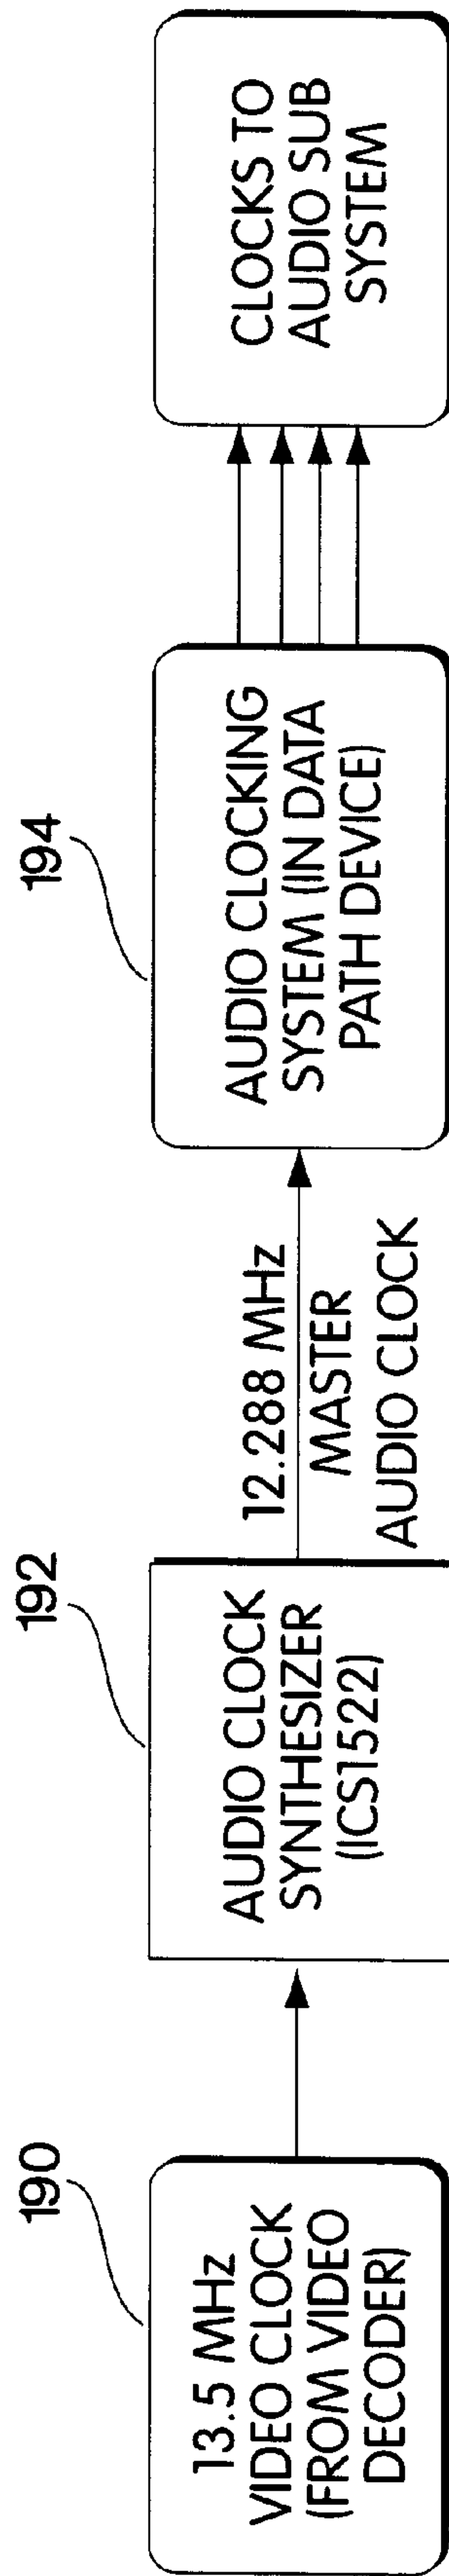 190
13.5 MHz
VIDEO CLOCK
(FROM VIDEO
DECODER)
192
AUDIO CLOCK
SYNTHESIZER
(ICS1522)
12.288 MHz
MASTER
AUDIO CLOCK
194
AUDIO CLOCKING
SYSTEM (IN DATA
PATH DEVICE)
CLOCKS TO
AUDIO SUB
SYSTEM